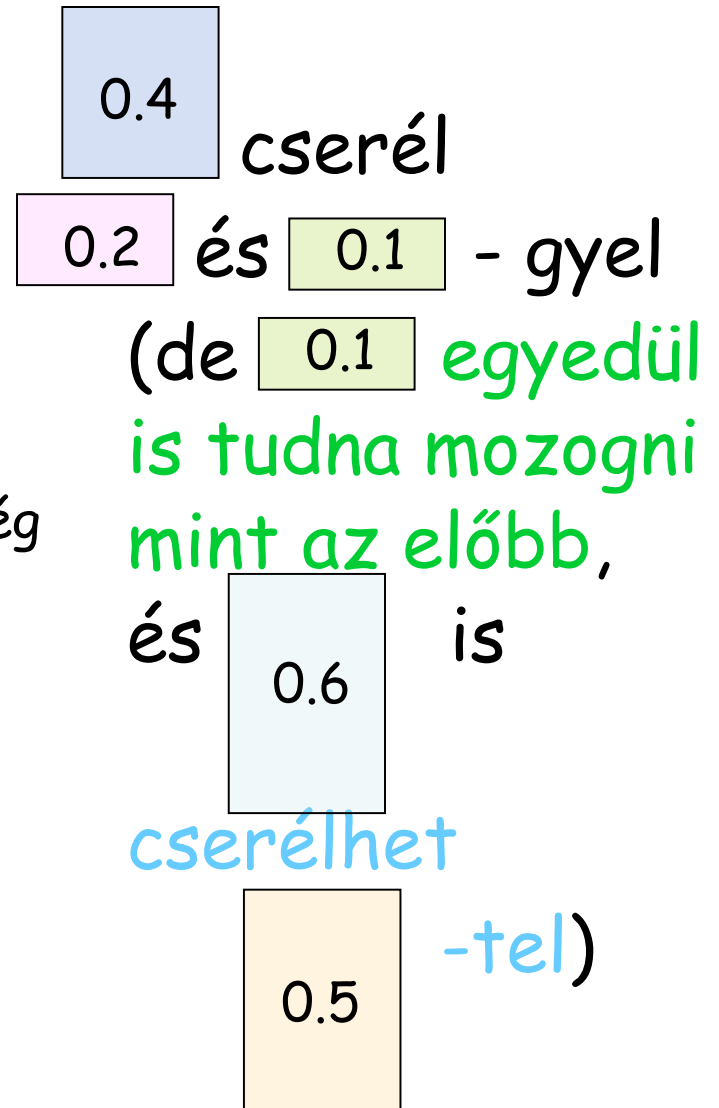 0.4 cserél
0.2 és 0.1 - gyel
(de 0.1 egyedül
is tudna mozogni
ég
mint az előbb,
és 0.6 is
cserélhet
0.5 -tel)